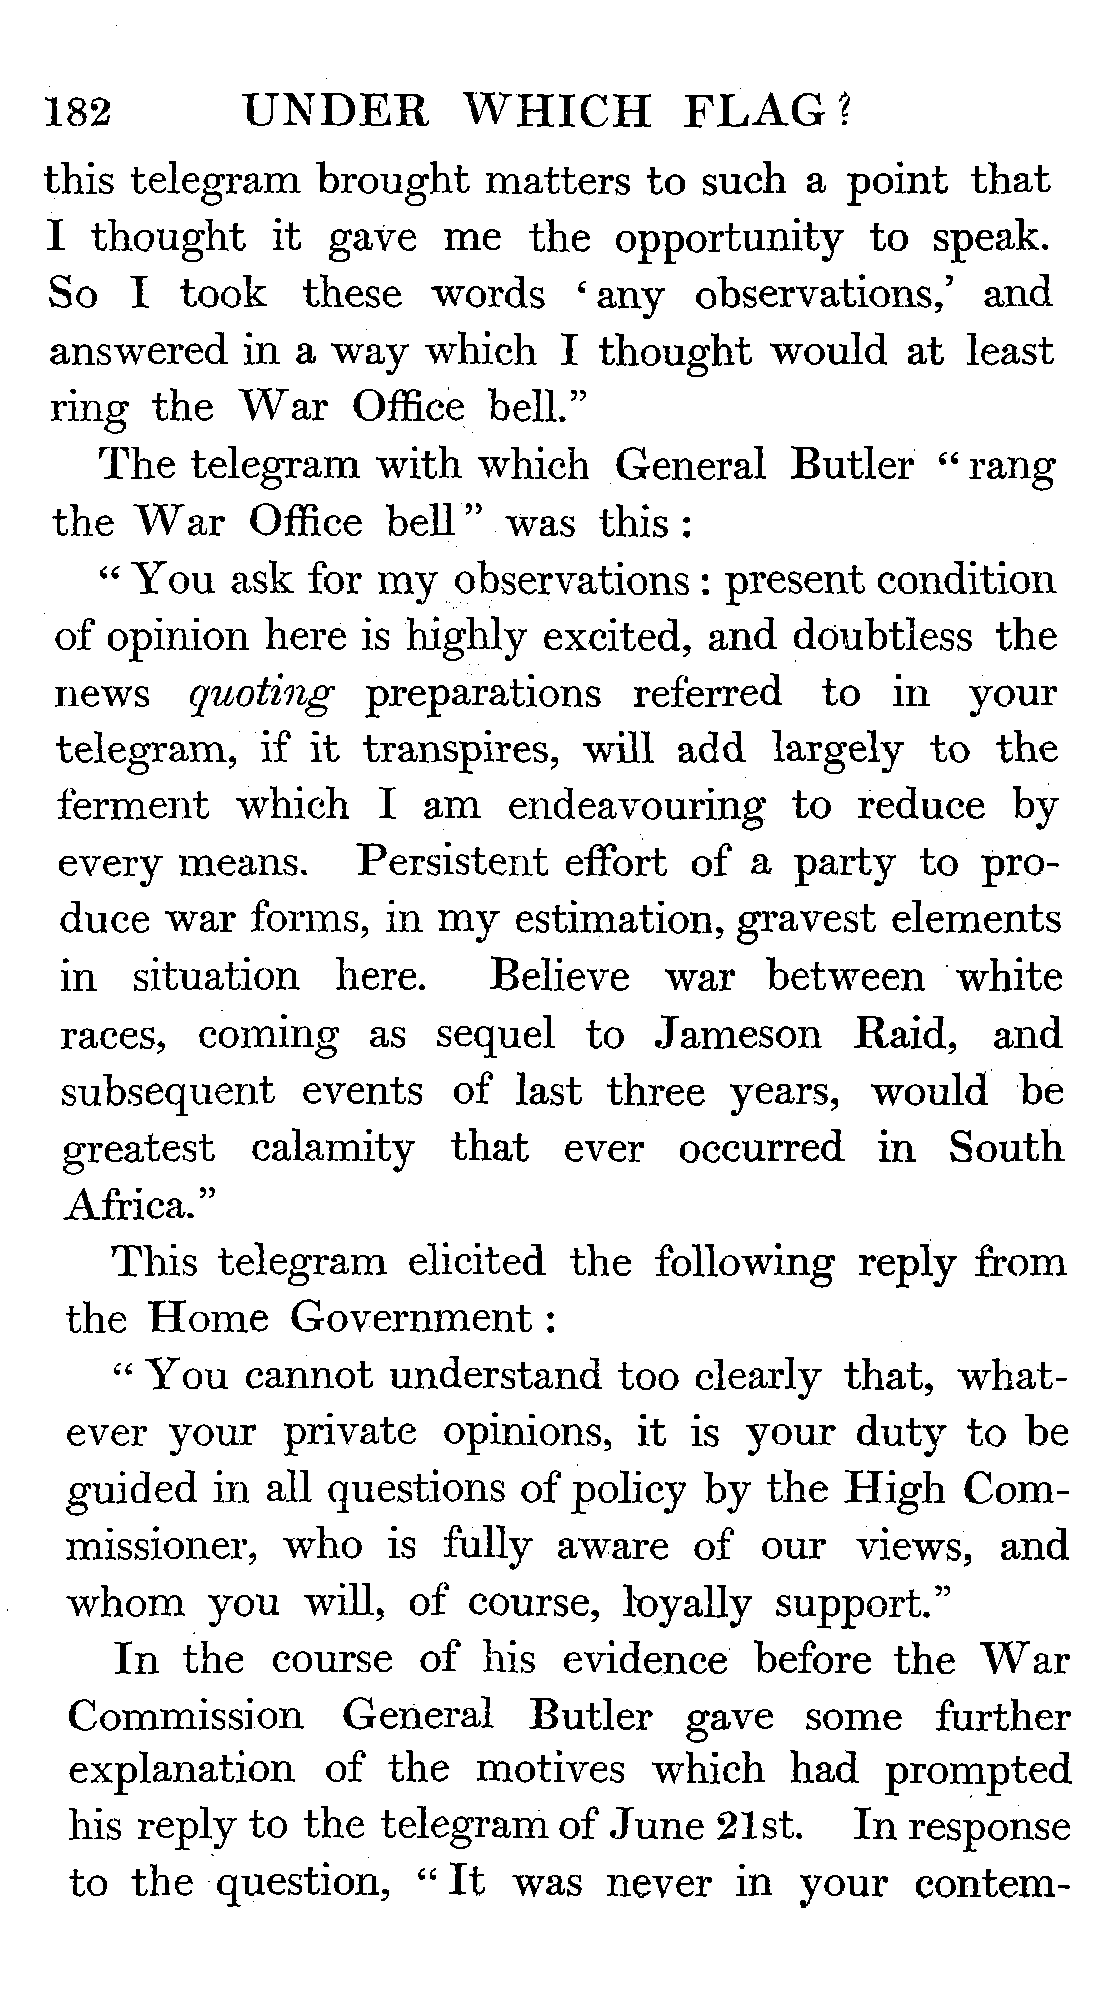 182 UNDER WHICH FLAG?
this telegram brought matters to such a point that
I thought it gave me the opportunity to speak.
So I took these words ‘any observations,’ and
answered in a way which I thought would at least
ring the War Office bell.”
The telegram with which General Butler “rang
the War Office bell” was this:
“You ask for my observations: present condition
of opinion here is highly excited, and doubtless the
news quoting preparations referred to in your
telegram, if it transpires, will add largely to the
ferment which I am endeavouring to reduce by
every means. Persistent effort of a party to pro-
duce war forms, in my estimation, gravest elements
in situation here. Believe war between white
races, coming as sequel to Jameson Raid, and
subsequent events of last three years, would be
greatest calamity that ever occurred in South
Africa.”
This telegram elicited the following reply from
the Home Government:
“You cannot understand too clearly that, what-
ever your private opinions, it is your duty to be
guided in all questions of policy by the High Com-
missioner, who is fully aware of our views, and
whom you will, of course, loyally support.”
In the course of his evidence before the War
Commission General Butler gave some further
explanation of the motives which had prompted
his reply to the telegram of June 21st. In response
to the question, “It was never in your contem-